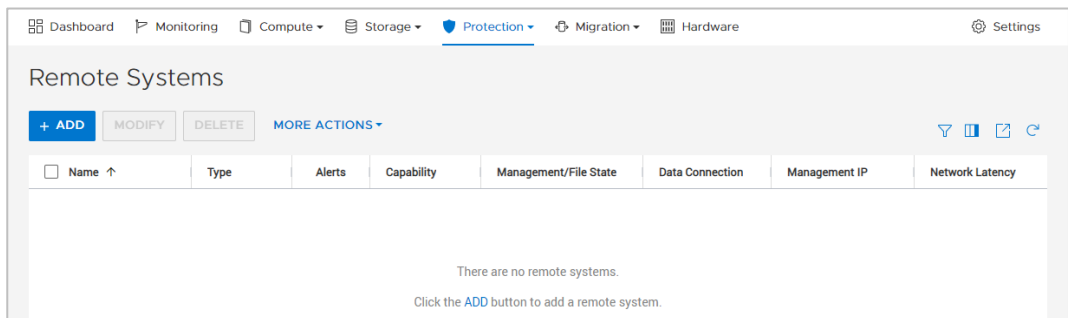 Dashboard Monitoring Compute Storage Protection Migration Hardware Settings
Remote Systems
+ ADD MODIFY DELETE MORE ACTIONS
Name Type Alerts Capability Management/File State Data Connection Management IP Network Latency
There are no remote systems.
Click the ADD button to add a remote system.